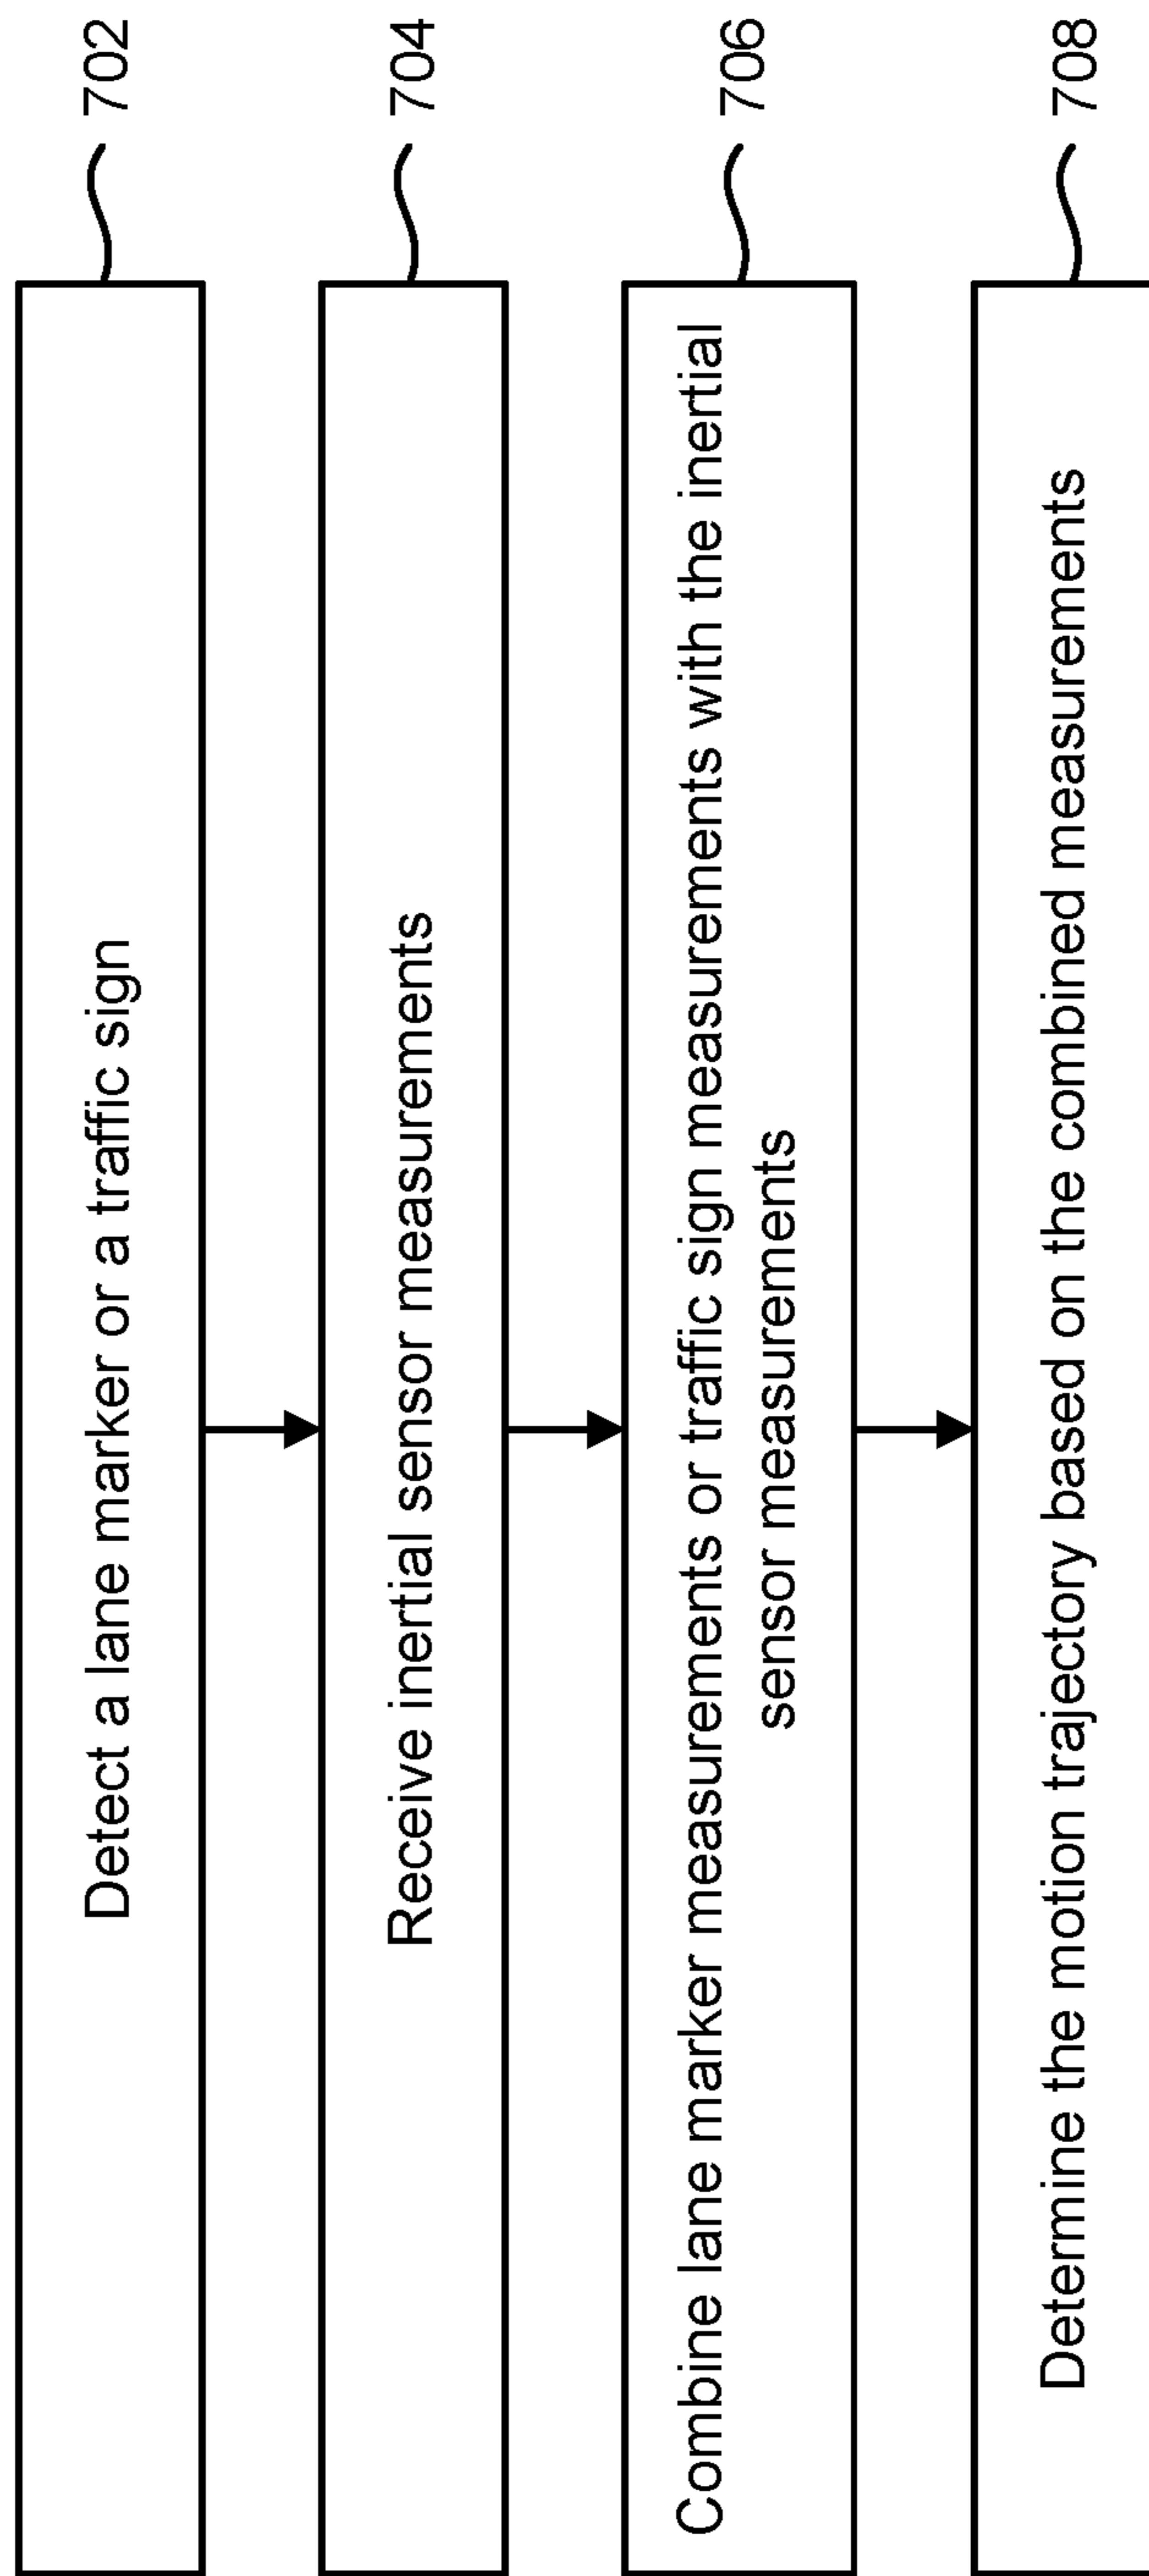 Detect a lane marker or a traffic sign
702
Receive inertial sensor measurements
704
Combine lane marker measurements or traffic sign measurements with the inertial
sensor measurements
706
Determine the motion trajectory based on the combined measurements
708